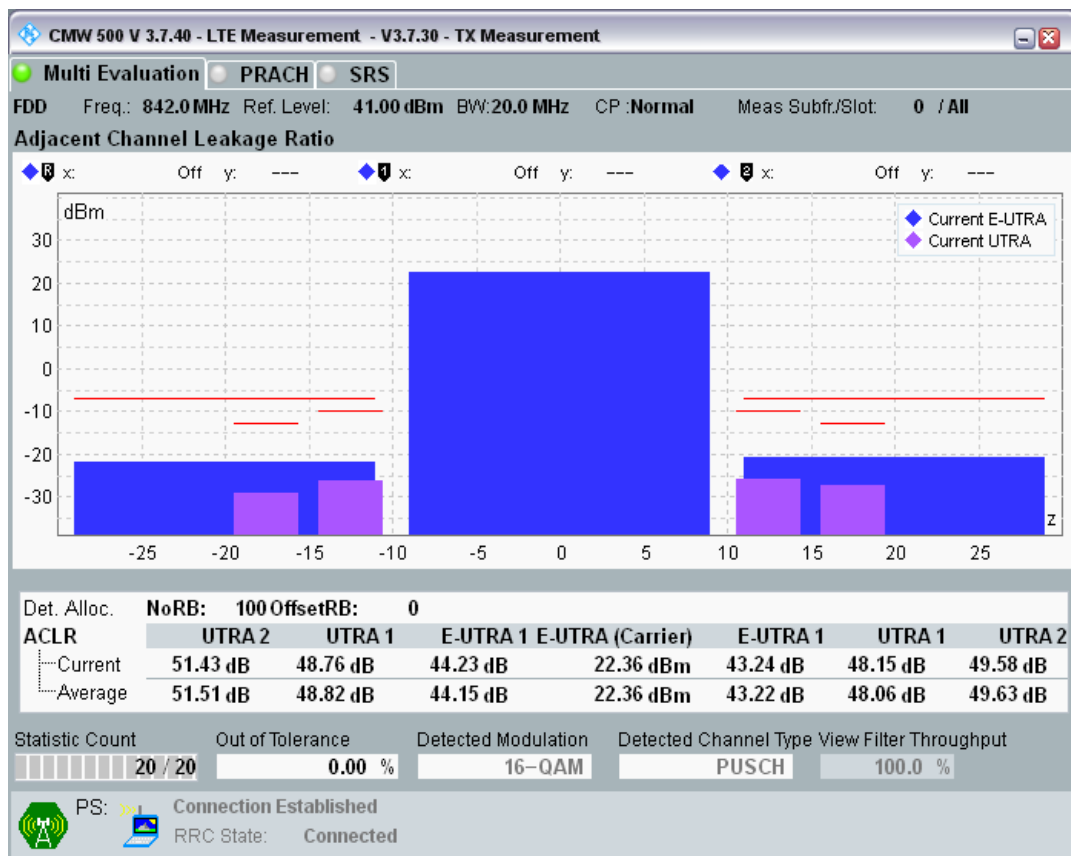 CMW 500 V 3.7.40 - LTE Measurement - V3.7.30 - TX Measurement
Multi Evaluation PRACH SRS
FDD Freq.: 842.0 MHz Ref. Level: 41.00 dBm BW:20.0 MHz CP :Normal Meas Subfr./Slot: 0 / All
Adjacent Channel Leakage Ratio
R x: Off y: --- 1 x: Off y: --- 2 x: Off y: ---
dBm
Current E-UTRA
Current UTRA
30
20
10
0
-10
-20
-30
z
-25 -20 -15 -10 -5 0 5 10 15 20 25
Det. Alloc. NoRB: 100 OffsetRB: 0
ACLR UTRA 2 UTRA 1 E-UTRA 1 E-UTRA (Carrier) E-UTRA 1 UTRA 1 UTRA 2
Current 51.43 dB 48.76 dB 44.23 dB 22.36 dBm 43.24 dB 48.15 dB 49.58 dB
Average 51.51 dB 48.82 dB 44.15 dB 22.36 dBm 43.22 dB 48.06 dB 49.63 dB
Statistic Count Out of Tolerance Detected Modulation Detected Channel Type View Filter Throughput
20 / 20 0.00 % 16-QAM PUSCH 100.0 %
PS: Connection Established
RRC State: Connected